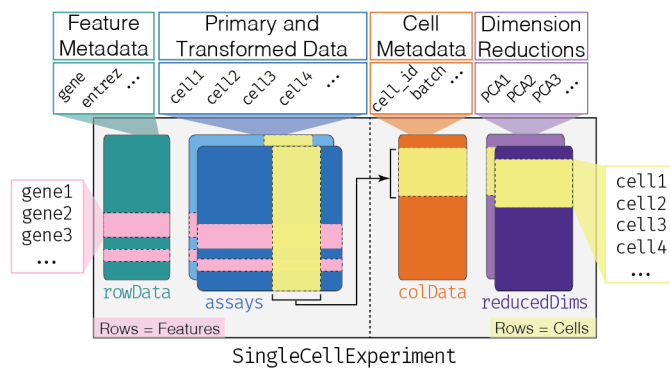 Feature
Metadata
Primary and
Transformed Data
Cell
Metadata
Dimension
Reductions
gene
entrez
...
cell1
cell2
cell3
cell4
...
cell_id
batch
...
PCA1
PCA2
PCA3
...
gene1
gene2
gene3
...
cell1
cell2
cell3
cell4
...
rowData
assays
colData
reducedDims
Rows = Features
Rows = Cells
SingleCellExperiment